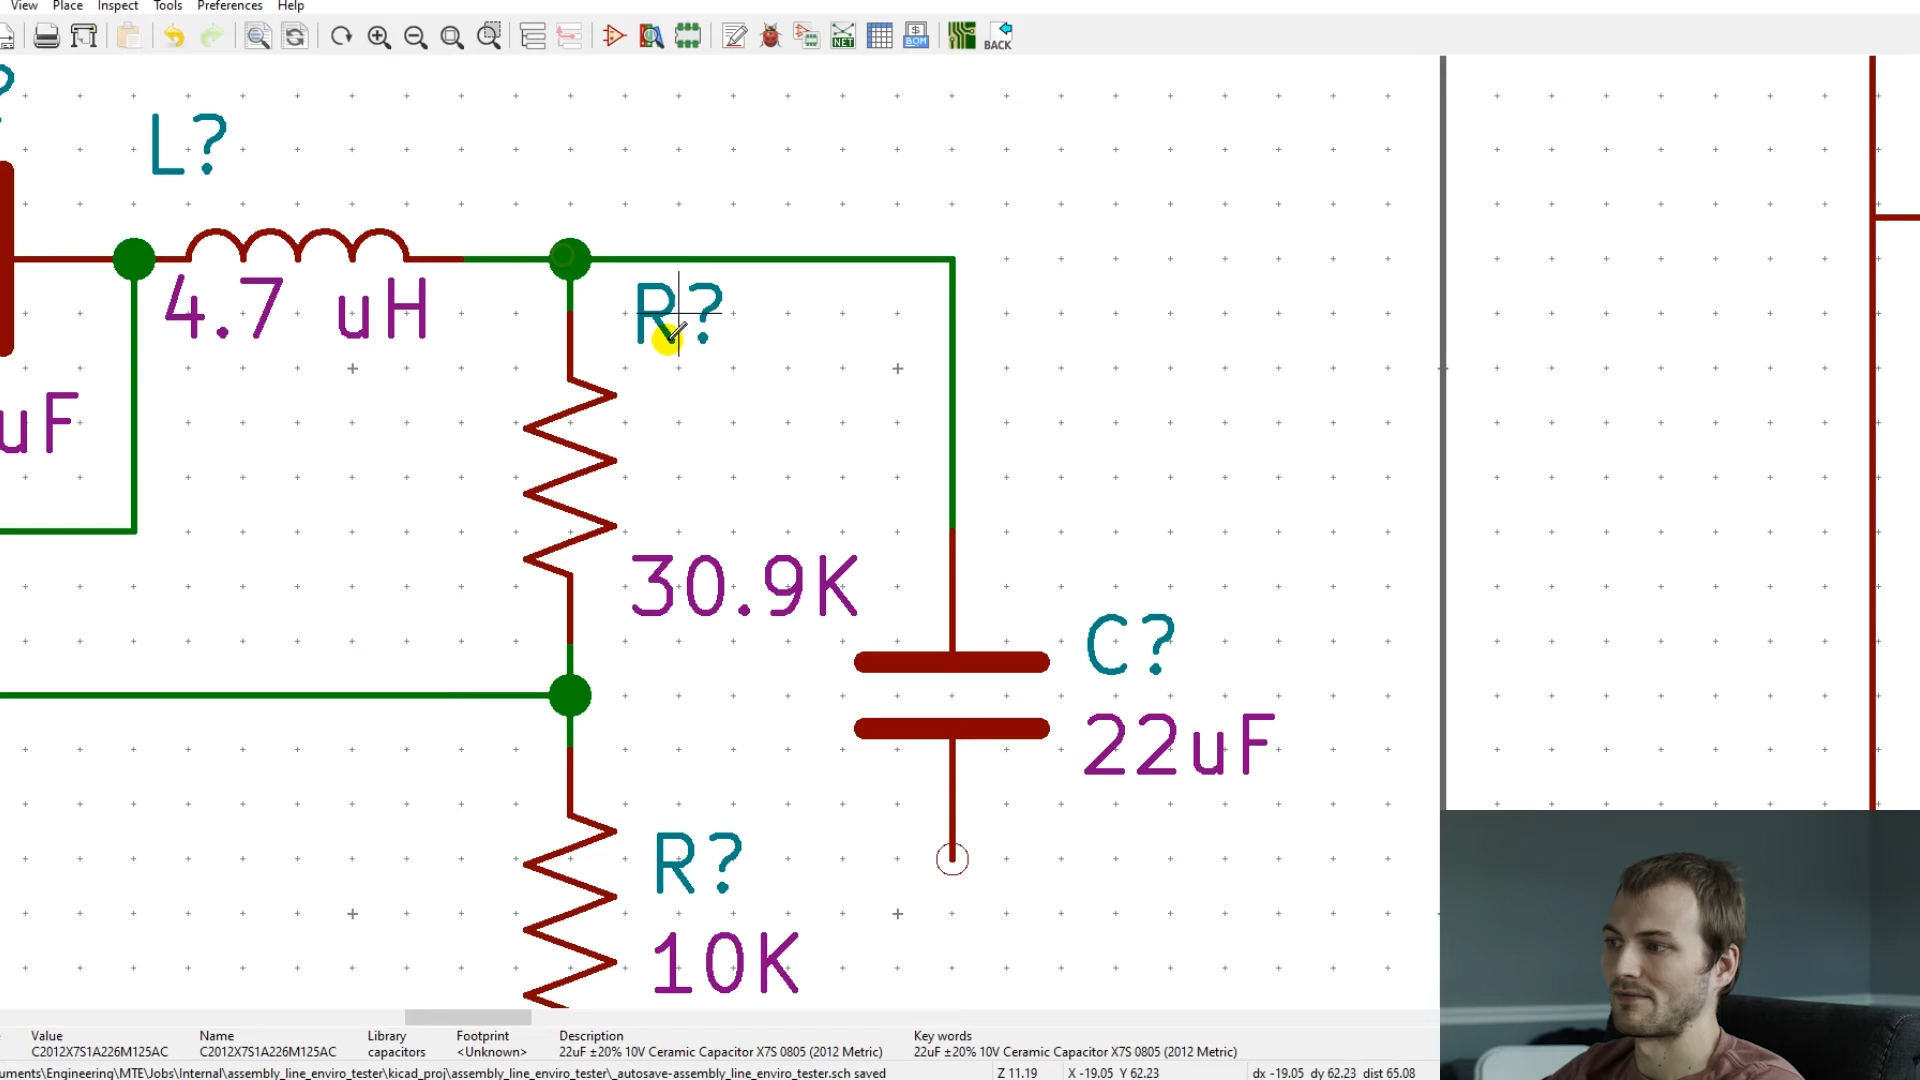 View Place Inspect Tools Preferences Help
NET
BOM
BACK
?
L?
4.7 uH
R?
uF
30.9K
C?
22uF
R?
10K
Value Name Library Footprint Description Key words
C2012X7S1A226M125AC C2012X7S1A226M125AC capacitors <Unknown> 22uF ±20% 10V Ceramic Capacitor X7S 0805 (2012 Metric) 22uF ±20% 10V Ceramic Capacitor X7S 0805 (2012 Metric)
uments\Engineering\MTE\Jobs\Internal\assembly_line_enviro_tester\kicad_proj\assembly_line_enviro_tester\_autosave-assembly_line_enviro_tester.sch saved Z 11.19 X -19.05 Y 62.23 dx -19.05 dy 62.23 dist 65.08